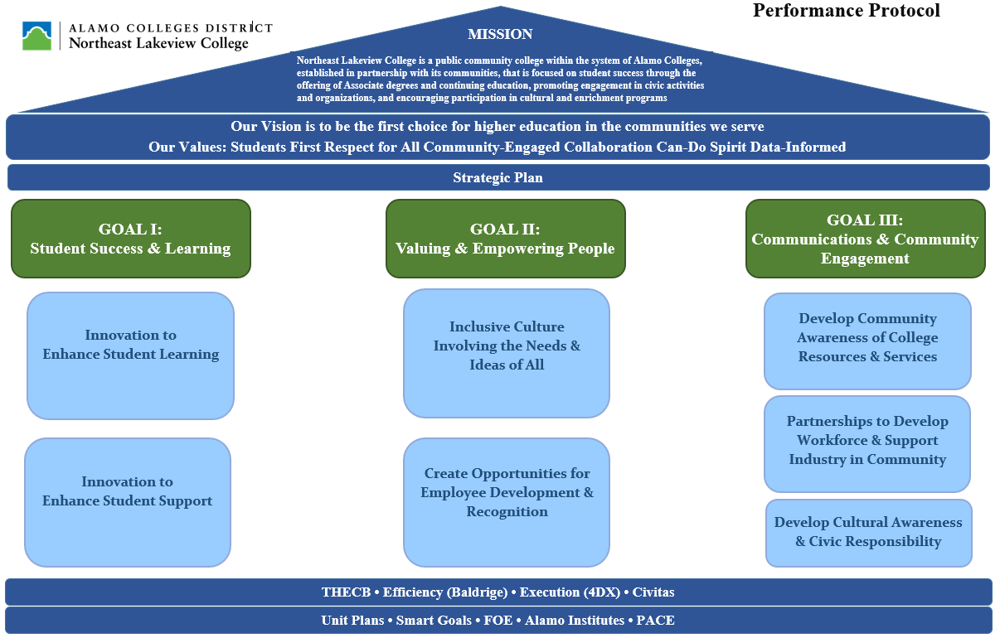 Performance Protocol
ALAMO COLLEGES DISTRICT
Northeast Lakeview College
MISSION
Northeast Lakeview College is a public community college within the system of Alamo Colleges,
established in partnership with its communities, that is focused on student success through the
offering of Associate degrees and continuing education, promoting engagement in civic activities
and organizations, and encouraging participation in cultural and enrichment programs
Our Vision is to be the first choice for higher education in the communities we serve
Our Values: Students First Respect for All Community-Engaged Collaboration Can-Do Spirit Data-Informed
Strategic Plan
GOAL I:
Student Success & Learning
Innovation to
Enhance Student Learning
Innovation to
Enhance Student Support
GOAL II:
Valuing & Empowering People
Inclusive Culture
Involving the Needs &
Ideas of All
Create Opportunities for
Employee Development &
Recognition
GOAL III:
Communications & Community
Engagement
Develop Community
Awareness of College
Resources & Services
Partnerships to Develop
Workforce & Support
Industry in Community
Develop Cultural Awareness
& Civic Responsibility
THECB • Efficiency (Baldrige) • Execution (4DX) • Civitas
Unit Plans • Smart Goals • FOE • Alamo Institutes • PACE